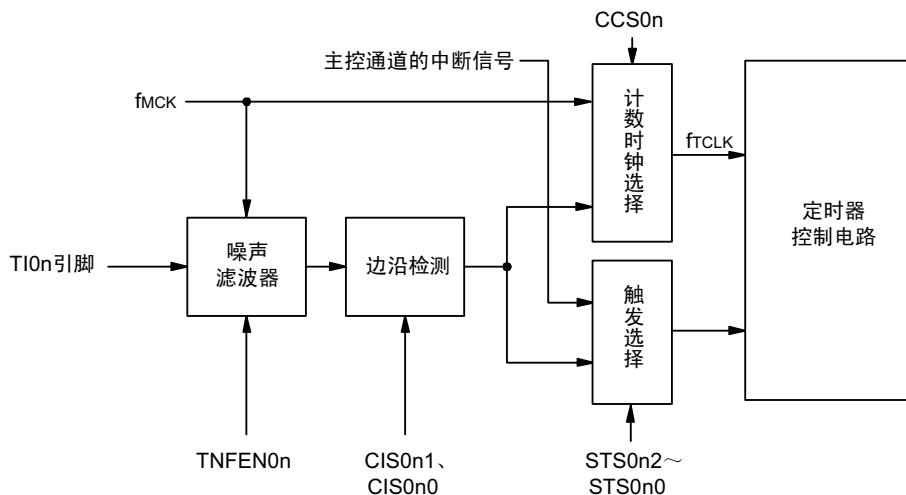 CCS0n
主控通道的中断信号
fMCK
计数时钟选择
fTCLK
定时器
控制电路
TI0n引脚
噪声
滤波器
边沿检测
触发选择
TNFEN0n
CIS0n1、
CIS0n0
STS0n2～
STS0n0